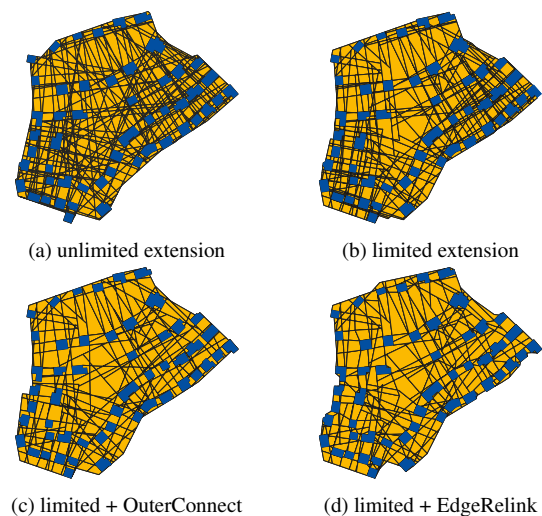 (a) unlimited extension
(b) limited extension
(c) limited + OuterConnect
(d) limited + EdgeRelink